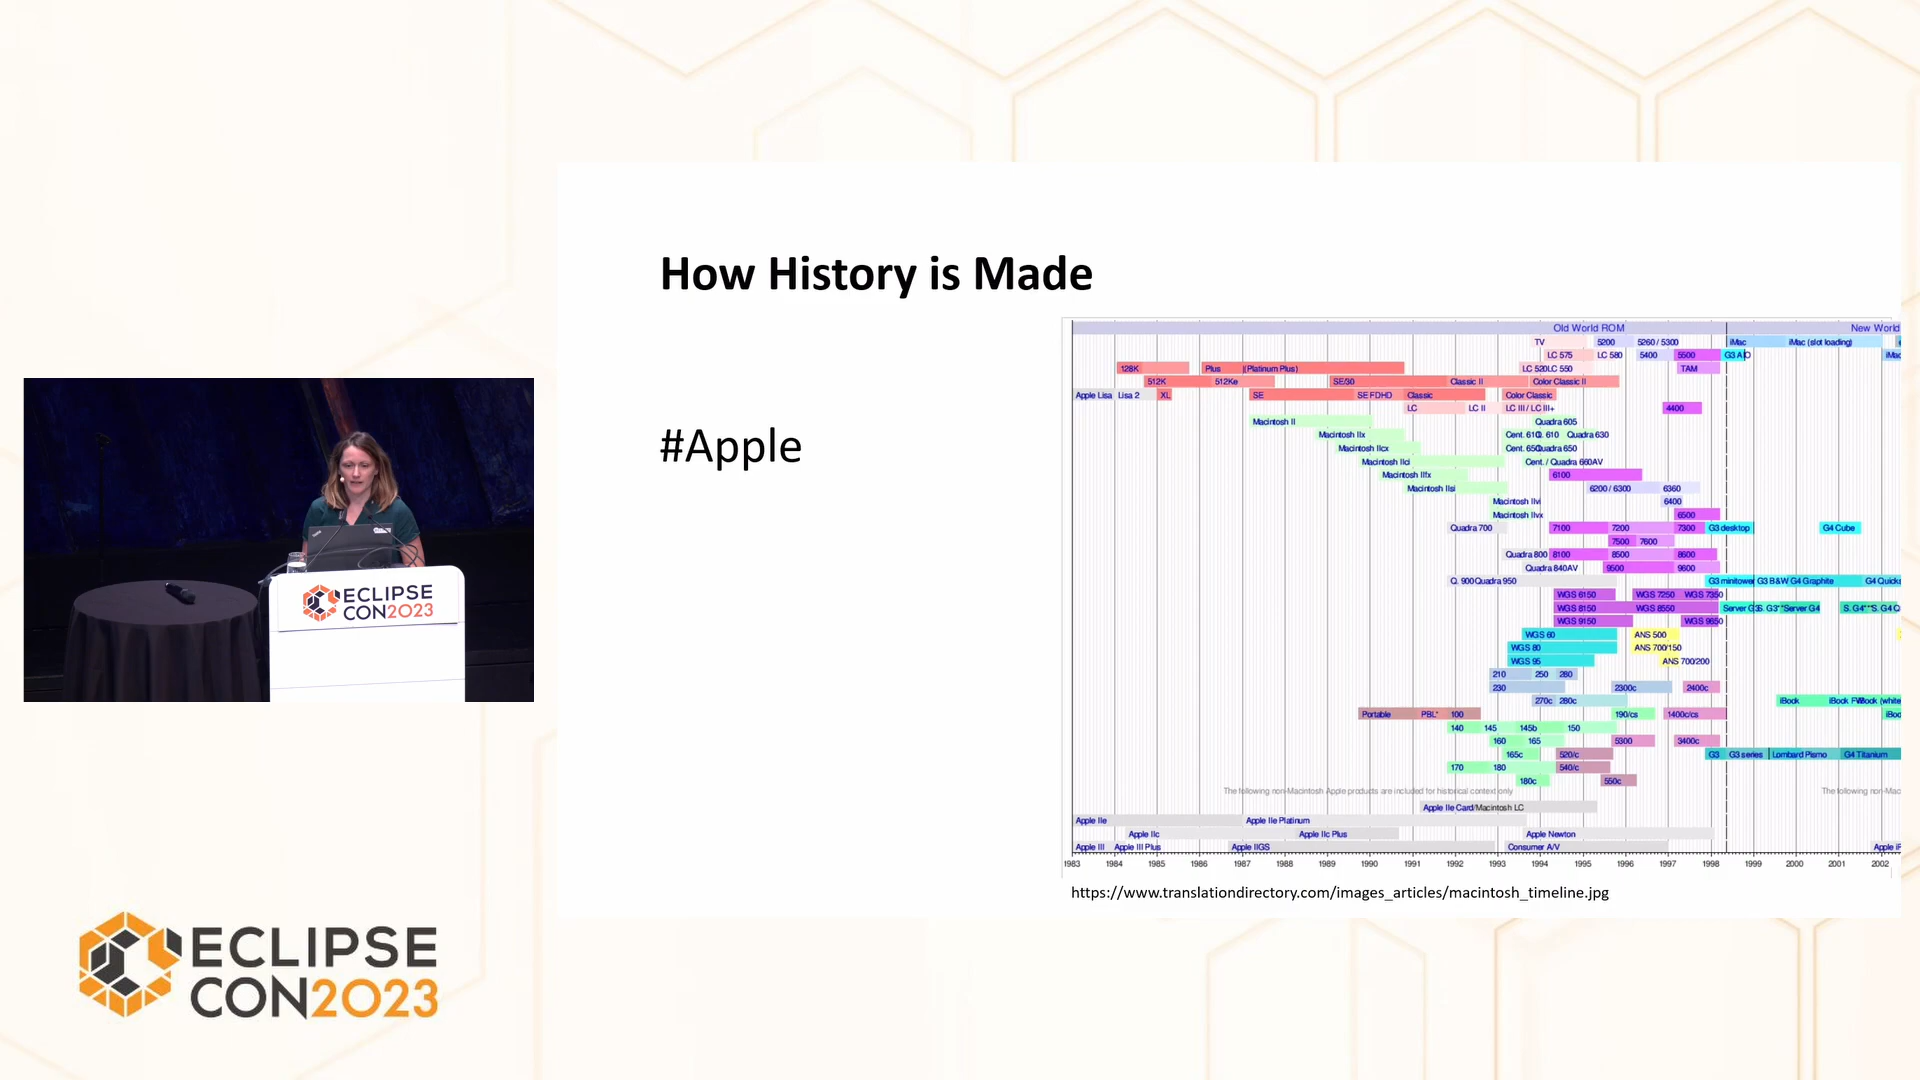 How History is Made
#Apple
Old World ROM New World
TV 5200 5260 / 5300 iMac iMac (slot loading)
LC 575 LC 580 5400 5500 G3 AIO iMac
128K Plus (Platinum Plus) LC 520 LC 550 TAM
512K 512Ke SE/30 Classic II Color Classic II
Apple Lisa Lisa 2 XL SE SE FDHD Classic Color Classic
LC LC II LC III / LC III+ 4400
Macintosh II Quadra 605
Macintosh IIx Cent. 610 Q. 610 Quadra 630
Macintosh IIcx Cent. 650 Quadra 650
Macintosh IIci Cent. / Quadra 660AV
Macintosh IIfx 6100
Macintosh IIsi 6200 / 6300 6360
Macintosh IIvi 6400
Macintosh IIvx 6500
Quadra 700 7100 7200 7300 G3 desktop G4 Cube
7500 7600
Quadra 800 8100 8500 8600
Quadra 840AV 9500 9600
Q. 900 Quadra 950 G3 minitower G3 B&W G4 Graphite G4 Quicks
WGS 6150 WGS 7250 WGS 7350
WGS 8150 WGS 8550 Server G3 S. G3* *Server G4 S. G4* *S. G4 Q
WGS 9150 WGS 9650
WGS 60 ANS 500
WGS 80 ANS 700/150
WGS 95 ANS 700/200
210 250 280
230 2300c 2400c
270c 280c iBook iBook FW iBook (white
Portable PBL* 100 190/cs 1400c/cs iBoo
140 145 145b 150
160 165 5300 3400c
165c 520/c G3 G3 series Lombard Pismo G4 Titanium
170 180 540/c
180c 550c
The following non-Macintosh Apple products are included for historical context only The following non-Mac
Apple IIe Card/Macintosh LC
Apple IIe Apple IIe Platinum
Apple IIc Apple IIc Plus Apple Newton
Apple III Apple III Plus Apple IIGS Consumer A/V Apple iP
1983 1984 1985 1986 1987 1988 1989 1990 1991 1992 1993 1994 1995 1996 1997 1998 1999 2000 2001 2002
https://www.translationdirectory.com/images_articles/macintosh_timeline.jpg
ECLIPSE
CON2023
ECLIPSE
CON2023